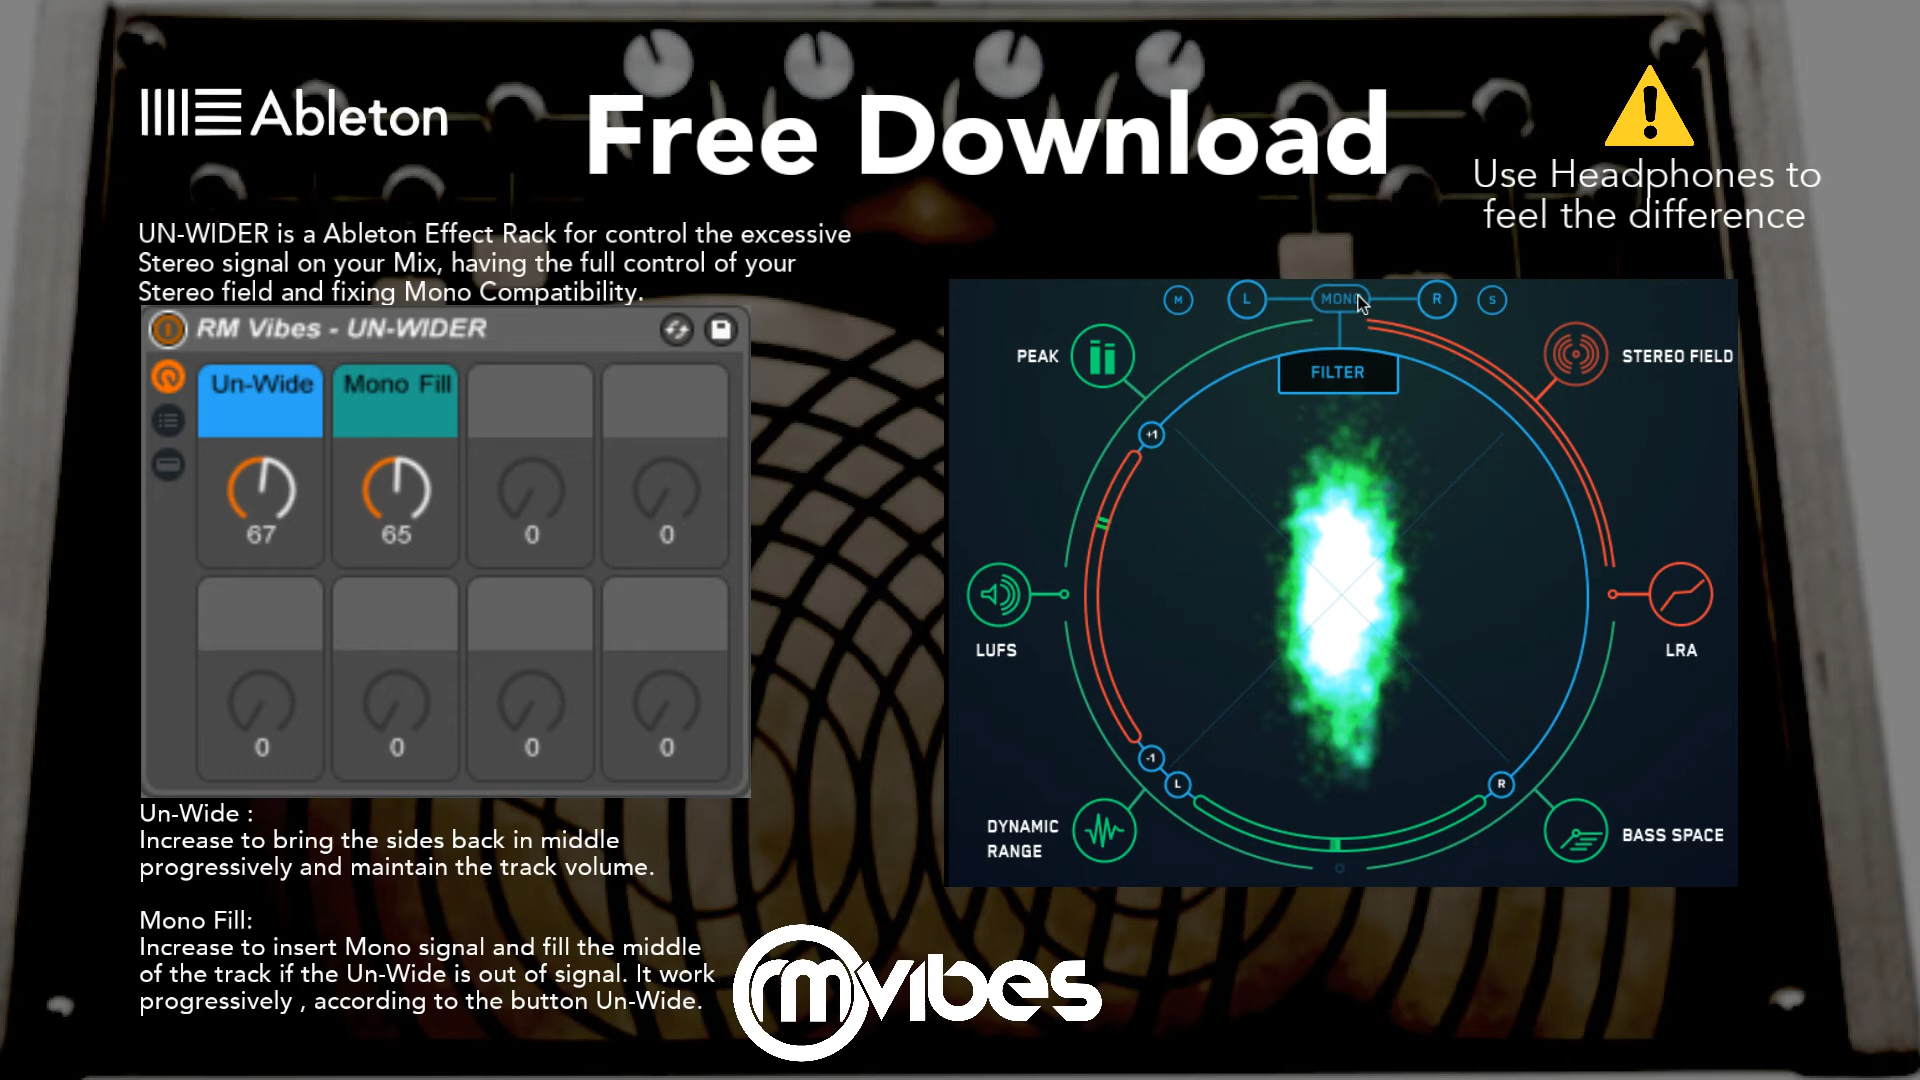 Ableton
Free Download
Use Headphones to
feel the difference
UN-WIDER is a Ableton Effect Rack for control the excessive
Stereo signal on your Mix, having the full control of your
Stereo field and fixing Mono Compatibility.
RM Vibes - UN-WIDER
Un-Wide
Mono Fill
67
65
0
0
0
0
0
0
Un-Wide :
Increase to bring the sides back in middle
progressively and maintain the track volume.
Mono Fill:
Increase to insert Mono signal and fill the middle
of the track if the Un-Wide is out of signal. It work
progressively , according to the button Un-Wide.
M
L
MONO
R
S
PEAK
FILTER
STEREO FIELD
+1
LUFS
LRA
-1
L
R
DYNAMIC
RANGE
BASS SPACE
rmvibes